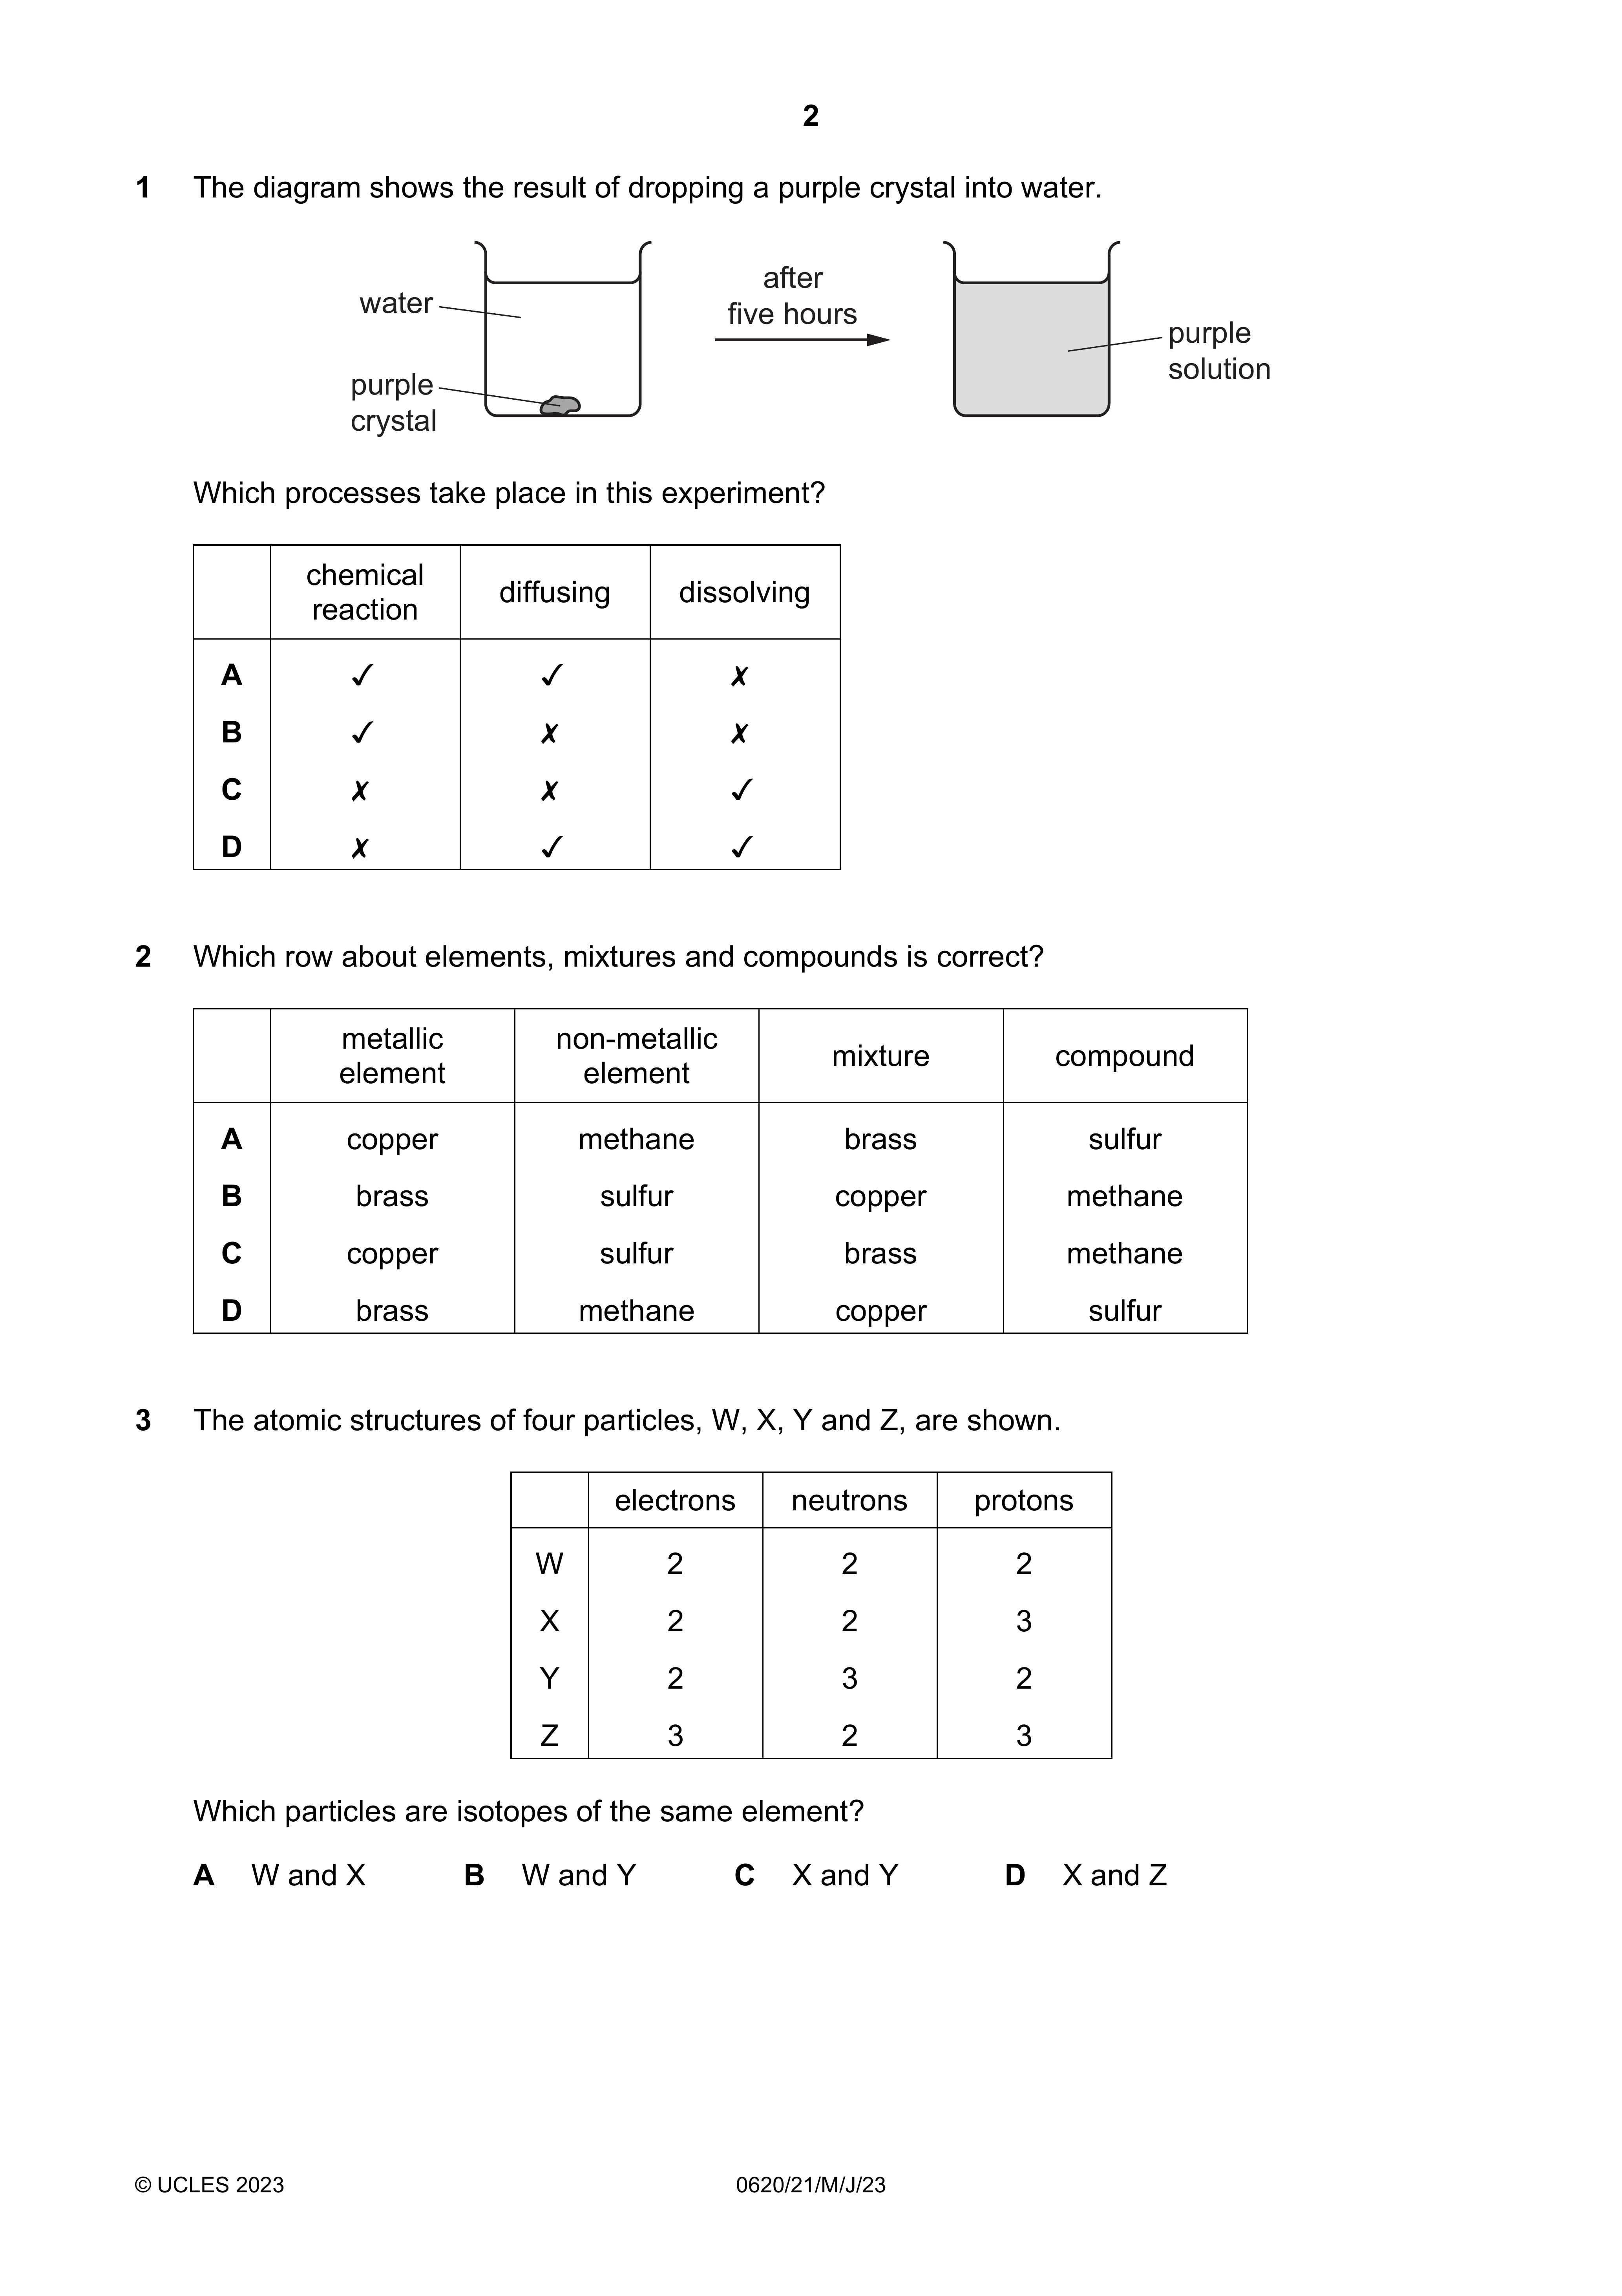 2
1 The diagram shows the result of dropping a purple crystal into water.
water
purple
crystal
after
five hours
purple
solution
Which processes take place in this experiment?
chemical
reaction diffusing dissolving
A ✓ ✓ ✗
B ✓ ✗ ✗
C ✗ ✗ ✓
D ✗ ✓ ✓
2 Which row about elements, mixtures and compounds is correct?
metallic
element non-metallic
element mixture compound
A copper methane brass sulfur
B brass sulfur copper methane
C copper sulfur brass methane
D brass methane copper sulfur
3 The atomic structures of four particles, W, X, Y and Z, are shown.
electrons neutrons protons
W 2 2 2
X 2 2 3
Y 2 3 2
Z 3 2 3
Which particles are isotopes of the same element?
A W and X B W and Y C X and Y D X and Z
© UCLES 2023 0620/21/M/J/23